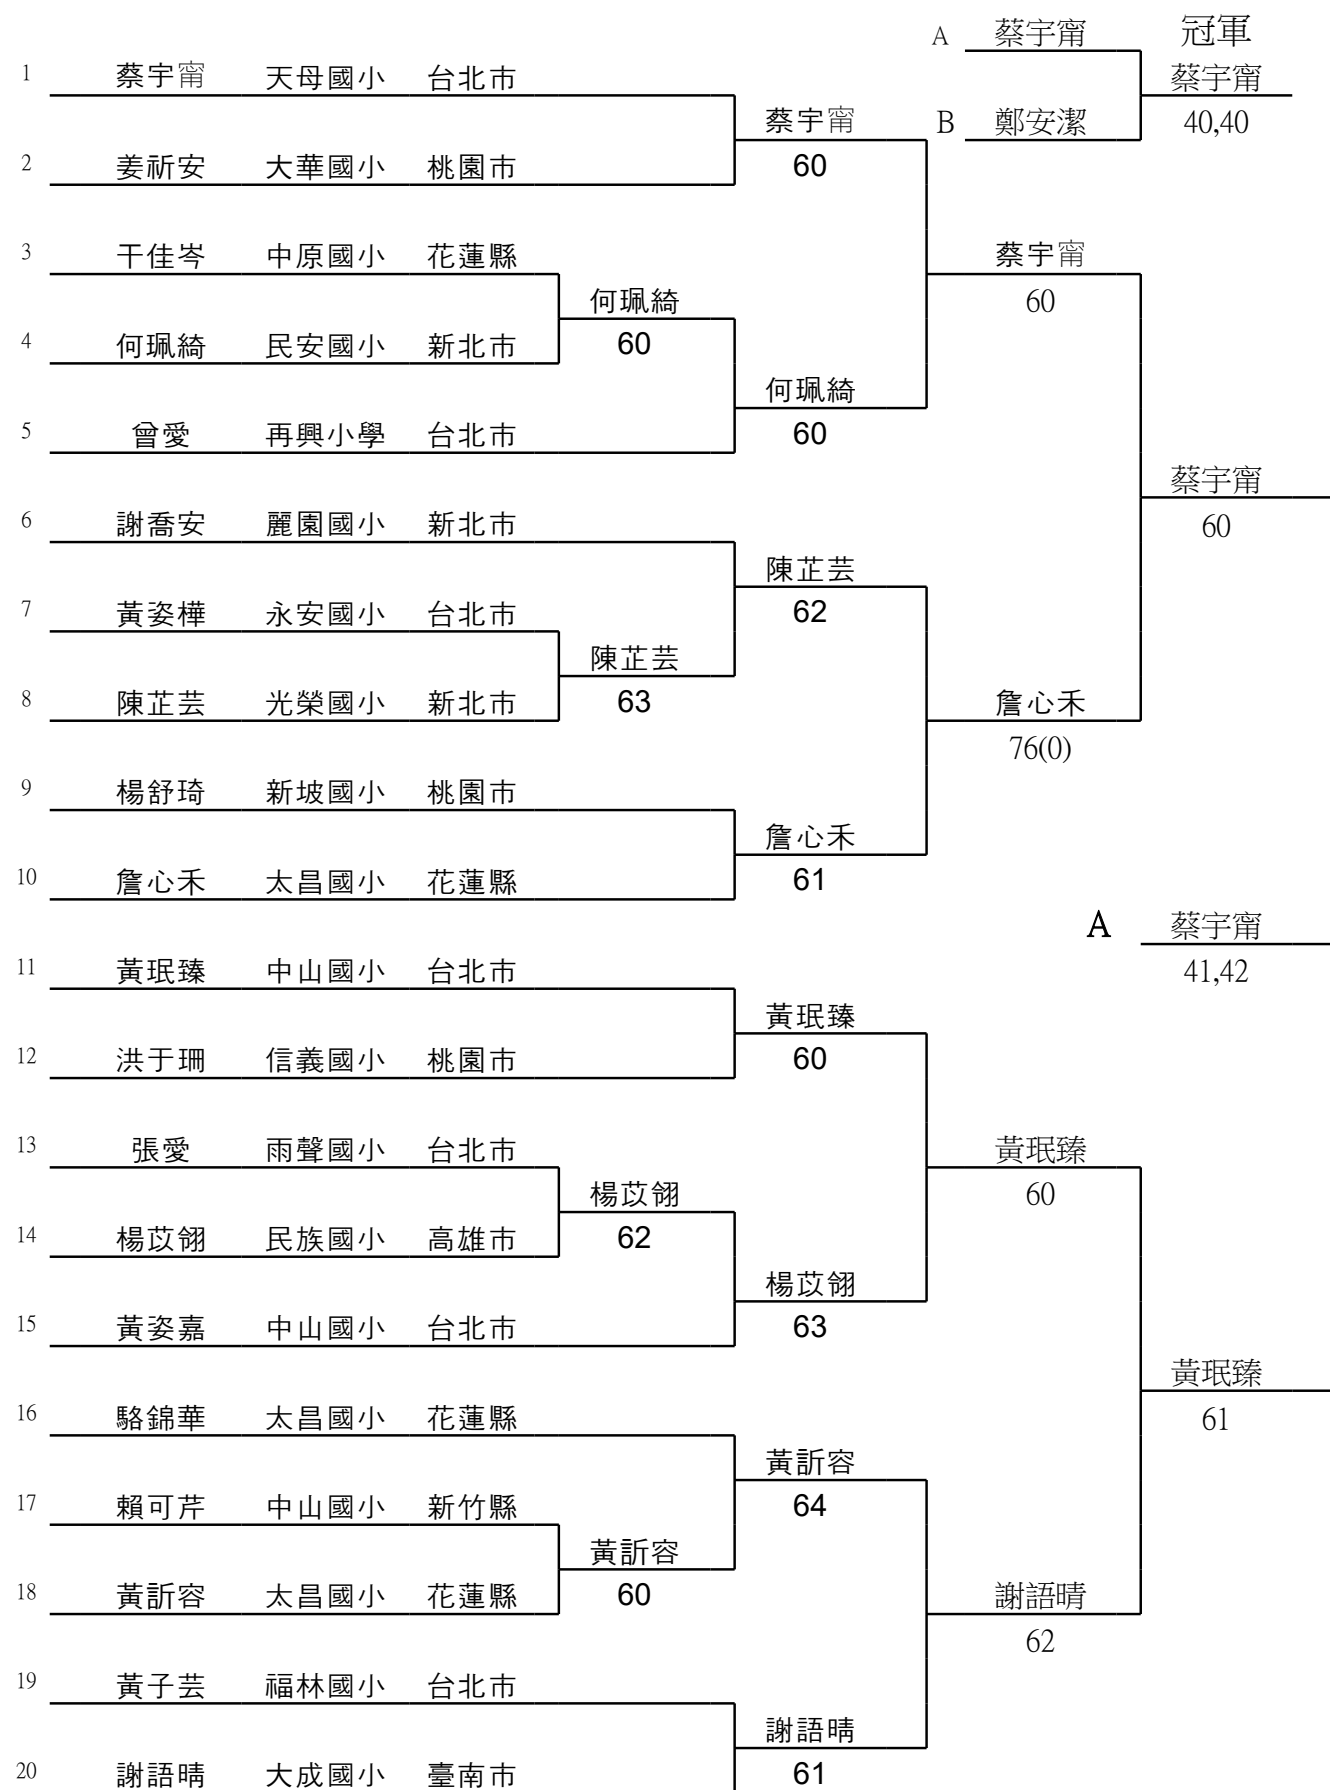 A 蔡宇甯 冠軍
1 蔡宇甯 天母國小 台北市 蔡宇甯
蔡宇甯 B 鄭安潔 40,40
2 姜祈安 大華國小 桃園市 60
3 干佳岑 中原國小 花蓮縣 蔡宇甯
何珮綺 60
4 何珮綺 民安國小 新北市 60
何珮綺
5 曾愛 再興小學 台北市 60
蔡宇甯
6 謝喬安 麗園國小 新北市 60
陳芷芸
7 黃姿樺 永安國小 台北市 62
陳芷芸
8 陳芷芸 光榮國小 新北市 63 詹心禾
76(0)
9 楊舒琦 新坡國小 桃園市
詹心禾
10 詹心禾 太昌國小 花蓮縣 61
A 蔡宇甯
11 黃珉臻 中山國小 台北市 41,42
黃珉臻
12 洪于珊 信義國小 桃園市 60
13 張愛 雨聲國小 台北市 黃珉臻
楊苡翎 60
14 楊苡翎 民族國小 高雄市 62
楊苡翎
15 黃姿嘉 中山國小 台北市 63
黃珉臻
16 駱錦華 太昌國小 花蓮縣 61
黃訢容
17 賴可芹 中山國小 新竹縣 64
黃訢容
18 黃訢容 太昌國小 花蓮縣 60 謝語晴
62
19 黃子芸 福林國小 台北市
謝語晴
20 謝語晴 大成國小 臺南市 61